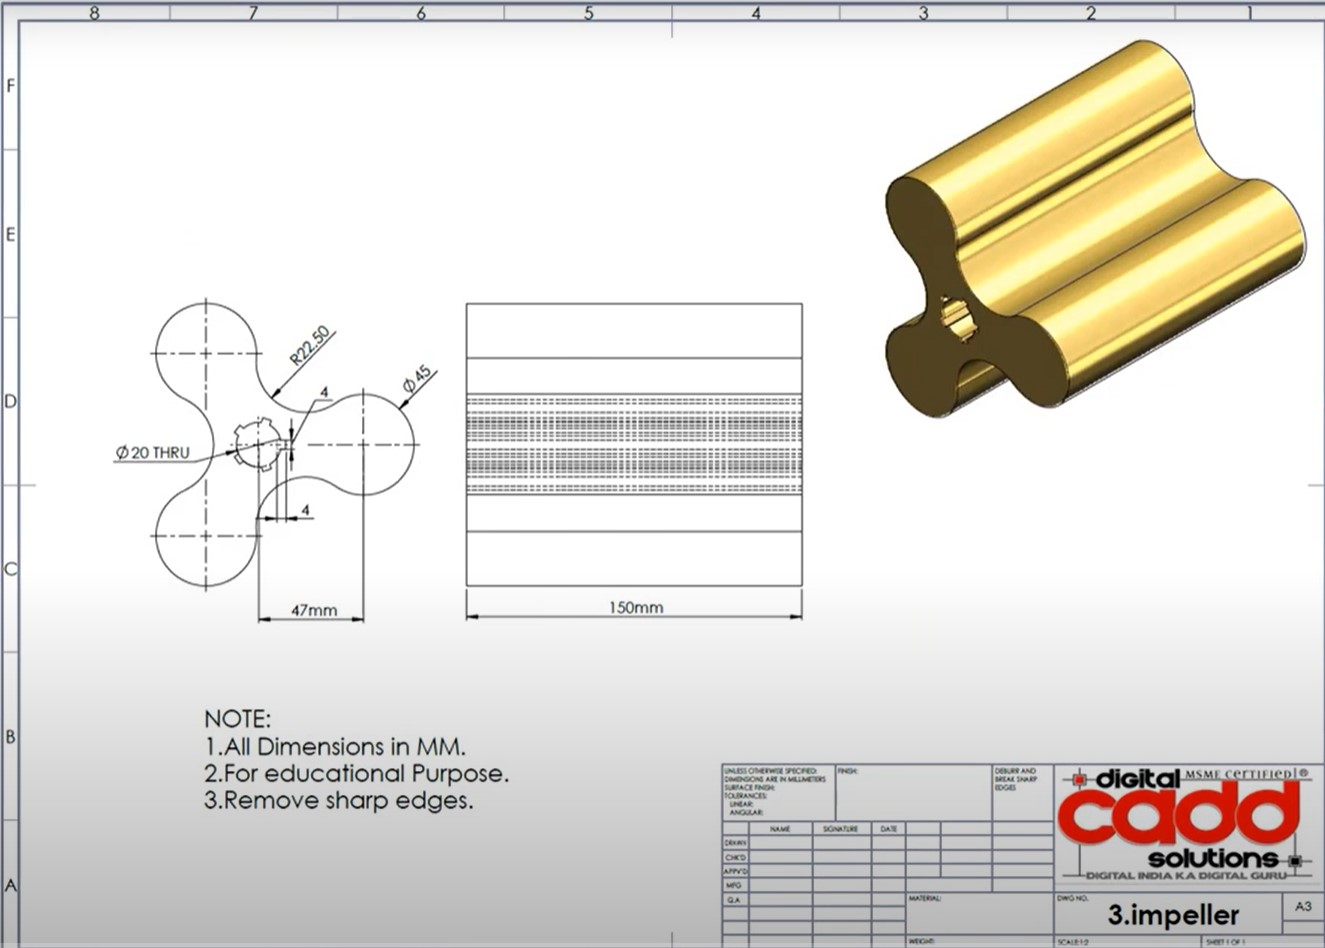 8 7 6 5 4 3 2 1
F
E
D
C
B
A
R22.50
Ø 45
4
Ø 20 THRU
4
47mm
150mm
NOTE:
1.All Dimensions in MM.
2.For educational Purpose.
3.Remove sharp edges.
UNLESS OTHERWISE SPECIFIED:
DIMENSIONS ARE IN MILLIMETERS
SURFACE FINISH:
TOLERANCES:
LINEAR:
ANGULAR:
FINISH:
DEBURR AND
BREAK SHARP
EDGES
NAME SIGNATURE DATE
DRAWN
CHK'D
APPV'D
MFG
Q.A
MATERIAL:
WEIGHT:
digital MSME CERTIFIED ®
cadd
solutions
DIGITAL INDIA KA DIGITAL GURU
DWG NO.
3.impeller
A3
SCALE:1:2
SHEET 1 OF 1